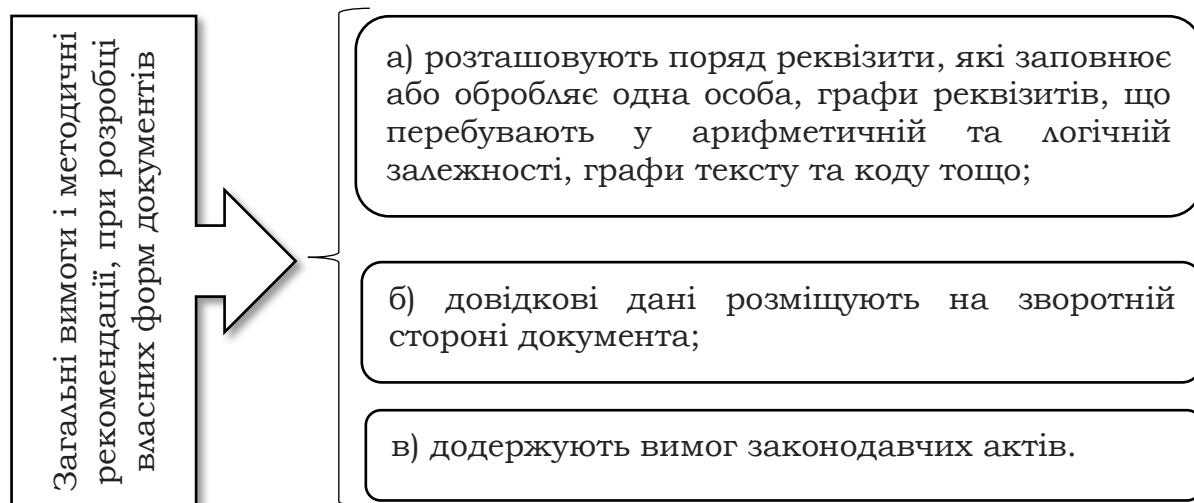 Загальні вимоги і методичні
рекомендації, при розробці
власних форм документів
а) розташовують поряд реквізити, які заповнює
або обробляє одна особа, графи реквізитів, що
перебувають у арифметичній та логічній
залежності, графи тексту та коду тощо;
б) довідкові дані розміщують на зворотній
стороні документа;
в) додержують вимог законодавчих актів.